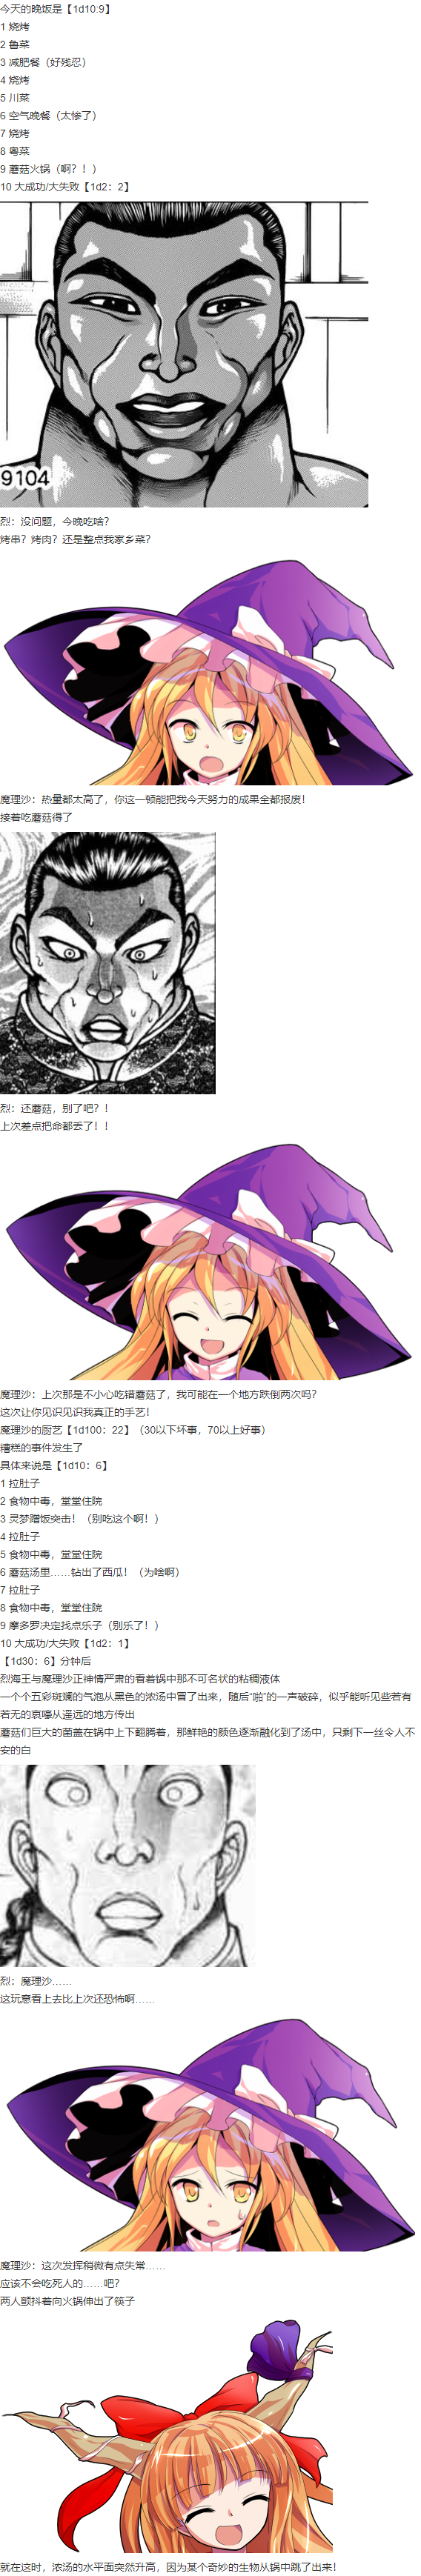 今天的晚饭是【1d10:9】
1 烧烤
2 鲁菜
3 减肥餐（好残忍）
4 烧烤
5 川菜
6 空气晚餐（太惨了）
7 烧烤
8 粤菜
9 蘑菇火锅（啊？！）
10 大成功/大失败【1d2：2】
9104
烈：没问题，今晚吃啥？
烤串？烤肉？还是整点我家乡菜？
魔理沙：热量都太高了，你这一顿能把我今天努力的成果全都报废！
接着吃蘑菇得了
烈：还蘑菇，别了吧？！
上次差点把命都丢了！！
魔理沙：上次那是不小心吃错蘑菇了，我可能在一个地方跌倒两次吗？
这次让你见识见识我真正的手艺！
魔理沙的厨艺【1d100：22】（30以下坏事，70以上好事）
糟糕的事件发生了
具体来说是【1d10：6】
1 拉肚子
2 食物中毒，堂堂住院
3 灵梦蹭饭突击！（别吃这个啊！）
4 拉肚子
5 食物中毒，堂堂住院
6 蘑菇汤里……钻出了西瓜！（为啥啊）
7 拉肚子
8 食物中毒，堂堂住院
9 摩多罗决定找点乐子（别乐了！）
10 大成功/大失败【1d2：1】
【1d30：6】分钟后
烈海王与魔理沙正神情严肃的看着锅中那不可名状的粘稠液体
一个个五彩斑斓的气泡从黑色的浓汤中冒了出来，随后“啪”的一声破碎，似乎能听见些若有
若无的哀嚎从遥远的地方传出
蘑菇们巨大的菌盖在锅中上下翻腾着，那鲜艳的颜色逐渐融化到了汤中，只剩下一丝令人不
安的白
烈：魔理沙……
这玩意看上去比上次还恐怖啊……
魔理沙：这次发挥稍微有点失常……
应该不会吃死人的……吧？
两人颤抖着向火锅伸出了筷子
就在这时，浓汤的水平面突然升高，因为某个奇妙的生物从锅中跳了出来！